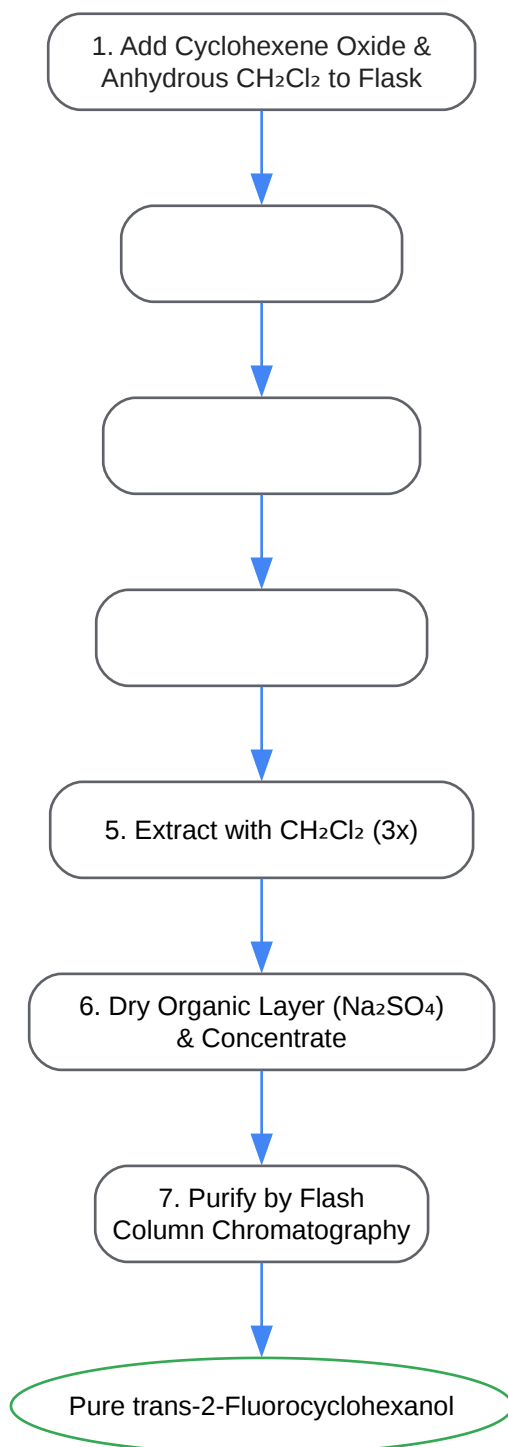 1. Add Cyclohexene Oxide &
Anhydrous CH₂Cl₂ to Flask
5. Extract with CH₂Cl₂ (3x)
6. Dry Organic Layer (Na₂SO₄)
& Concentrate
7. Purify by Flash
Column Chromatography
Pure trans-2-Fluorocyclohexanol